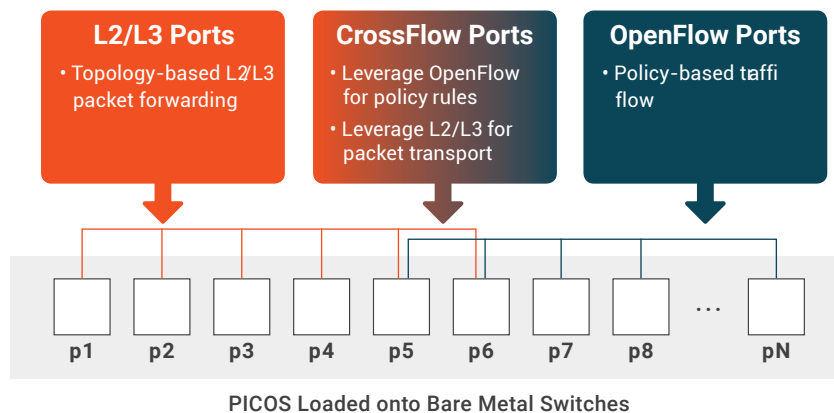 L2/L3 Ports
• Topology-based L2/L3
packet forwarding
CrossFlow Ports
• Leverage OpenFlow
for policy rules
• Leverage L2/L3 for
packet transport
OpenFlow Ports
• Policy-based traffi
flow
p1 p2 p3 p4 p5 p6 p7 p8 ... pN
PICOS Loaded onto Bare Metal Switches